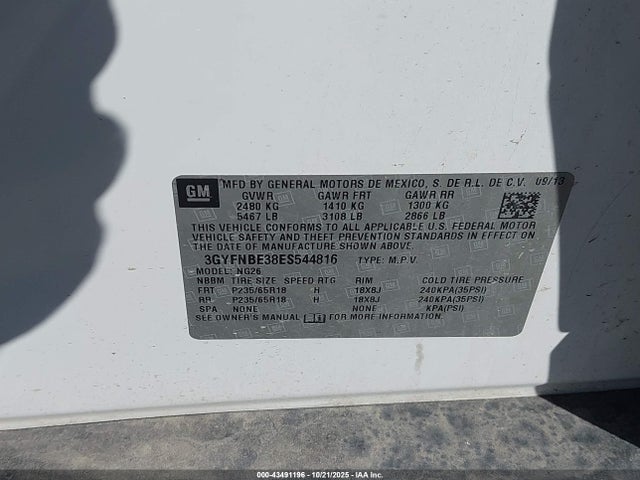 GM
MFD BY GENERAL MOTORS DE MEXICO, S. DE R.L. DE C.V. 09/13
GVWR GAWR FRT GAWR RR
2480 KG 1410 KG 1300 KG
5467 LB 3108 LB 2866 LB
THIS VEHICLE CONFORMS TO ALL APPLICABLE U.S. FEDERAL MOTOR
VEHICLE SAFETY AND THEFT PREVENTION STANDARDS IN EFFECT ON THE DATE
OF MANUFACTURE SHOWN ABOVE.
3GYFNBE38ES544816 TYPE: M.P.V.
MODEL: NG26
NBBM TIRE SIZE SPEED RTG RIM COLD TIRE PRESSURE
FRT P235/65R18 H 18X8J 240KPA(35PSI)
RR P235/65R18 H 18X8J 240KPA(35PSI)
SPA NONE NONE KPA(PSI)
SEE OWNER'S MANUAL FOR MORE INFORMATION.
000-43491196 - 10/21/2025 - IAA Inc.